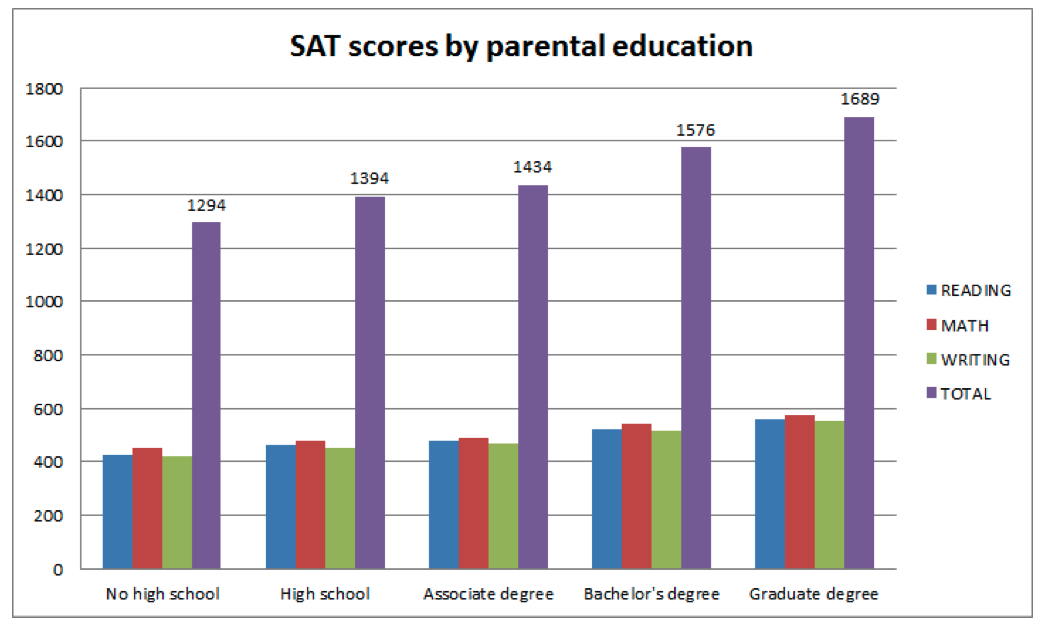 SAT scores by parental education
1800
1600
1400
1200
1000
800
600
400
200
0
1294
1394
1434
1576
1689
No high school
High school
Associate degree
Bachelor's degree
Graduate degree
READING
MATH
WRITING
TOTAL